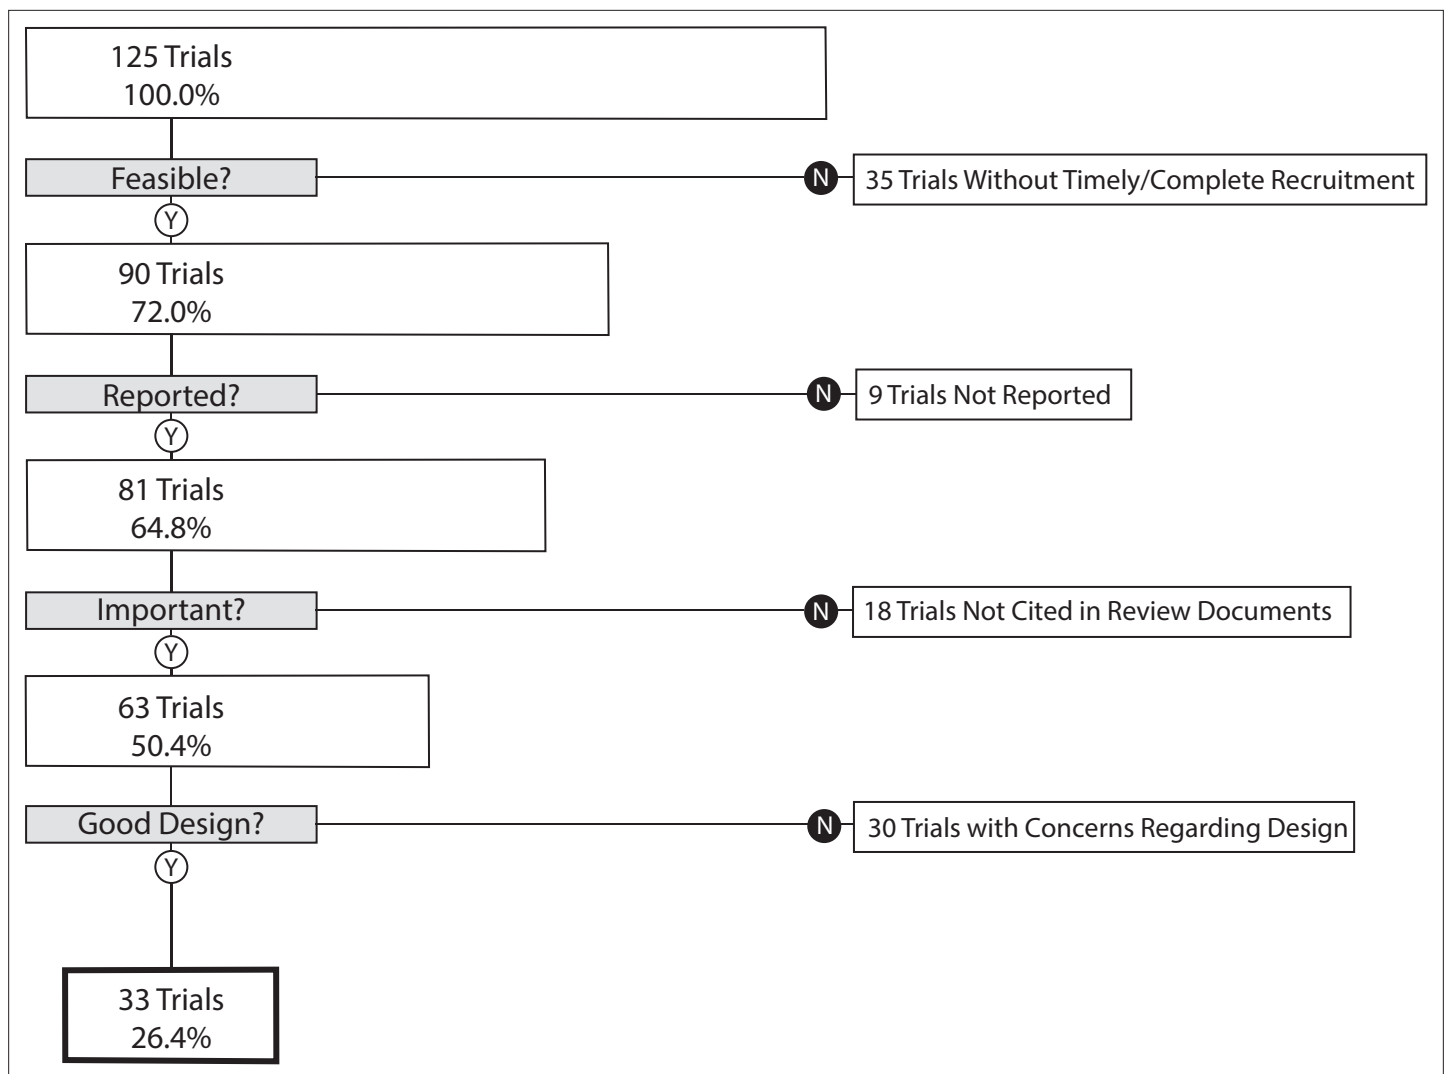 125 Trials
100.0%
Feasible?
N
35 Trials Without Timely/Complete Recruitment
Y
90 Trials
72.0%
Reported?
N
9 Trials Not Reported
Y
81 Trials
64.8%
Important?
N
18 Trials Not Cited in Review Documents
Y
63 Trials
50.4%
Good Design?
N
30 Trials with Concerns Regarding Design
Y
33 Trials
26.4%